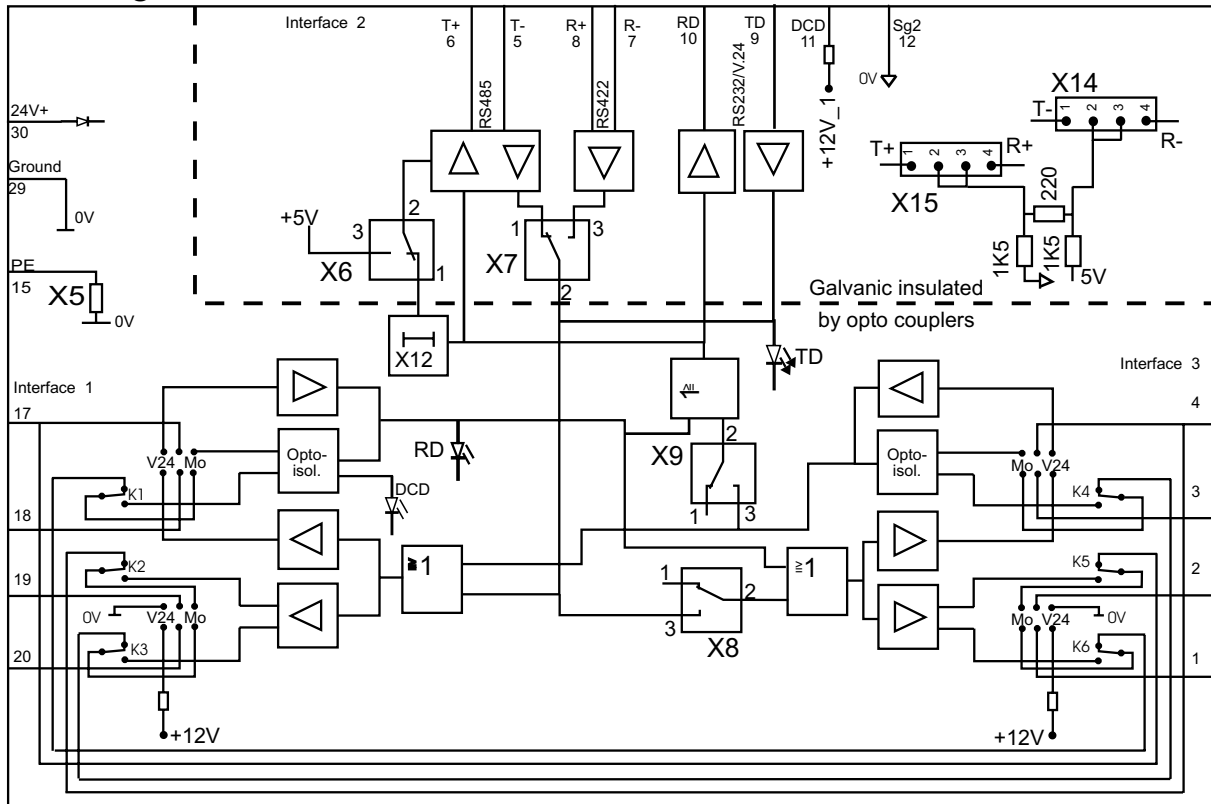 Interface 2
T+ T- R+ R- RD TD DCD Sg2
6 5 8 7 10 9 11 12
RS485
RS422
RS232/V.24
0V
+12V_1
X14
T- 1 2 3 4 R-
T+ 1 2 3 4 R+
X15
220
1K5
1K5
5V
24V+
30
Ground
29
0V
PE
15
X5
0V
+5V
3
2
1
X6
1
3
X7
2
Galvanic insulated
by opto couplers
X12
TD
Interface 1
Interface 3
17
4
≥1
RD
X9
2
1
3
V24 Mo
Opto-
isol.
Opto-
isol.
Mo V24
K1
DCD
K4
18
3
K2
≥1
≥1
K5
19
2
1
2
3
X8
0V
V24 Mo
Mo V24
0V
K3
K6
20
1
+12V
+12V